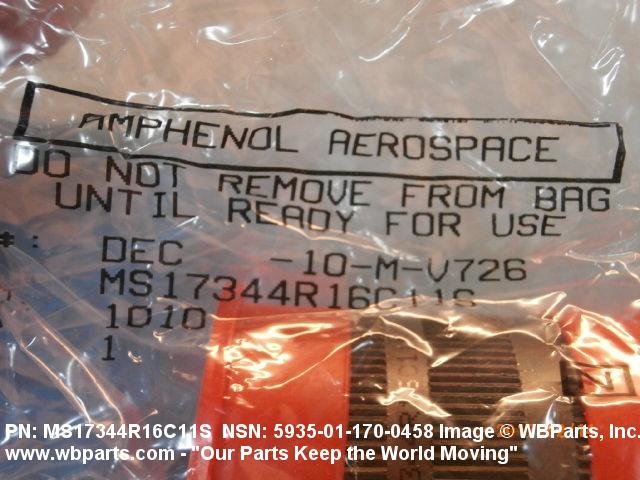 AMPHENOL AEROSPACE
DO NOT REMOVE FROM BAG
UNTIL READY FOR USE
#: DEC -10-M-V726
MS17344R16C11S
1010
1
N
PN: MS17344R16C11S NSN: 5935-01-170-0458 Image © WBParts, Inc.
www.wbparts.com - "Our Parts Keep the World Moving"